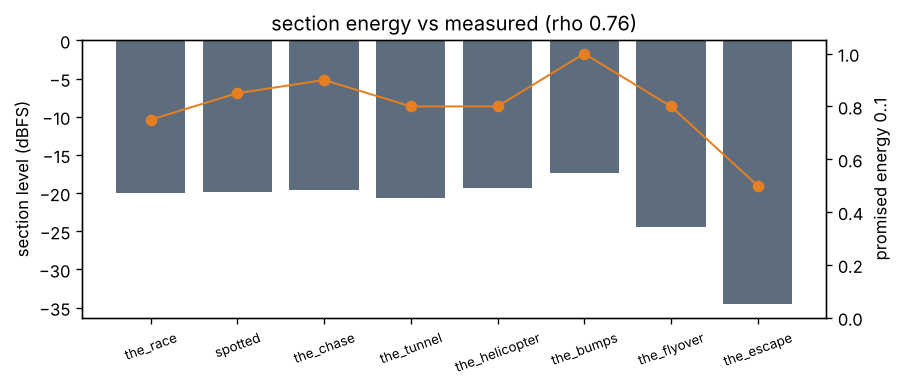 section energy vs measured (rho 0.76)
section level (dBFS)
0
−5
−10
−15
−20
−25
−30
−35
1.0
0.8
0.6
0.4
0.2
0.0
promised energy 0..1
the_race
spotted
the_chase
the_tunnel
the_helicopter
the_bumps
the_flyover
the_escape